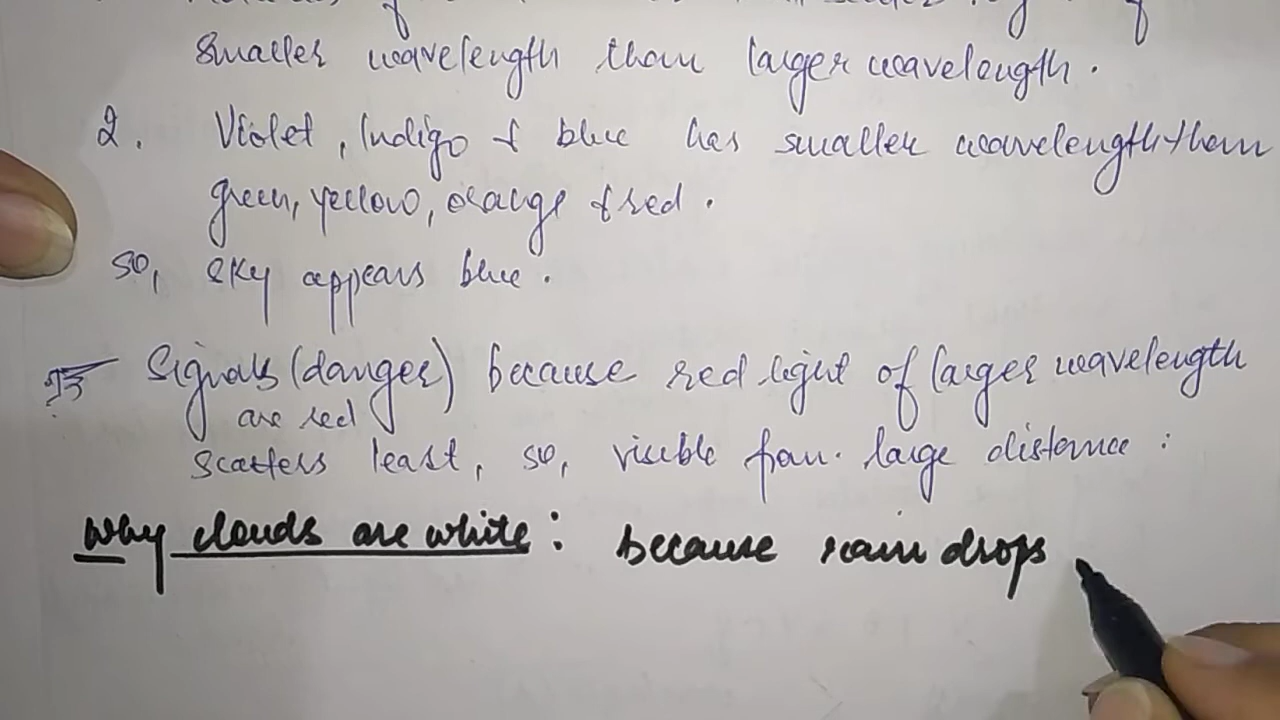 smaller wavelength than larger wavelength.
2. Violet, Indigo & blue has smaller wavelength than
green, yellow, orange & red.
so, sky appears blue.
Signals (danger) because red light of larger wavelength
are red
scatters least, so, visible from large distance.
Why clouds are white: because rain drops